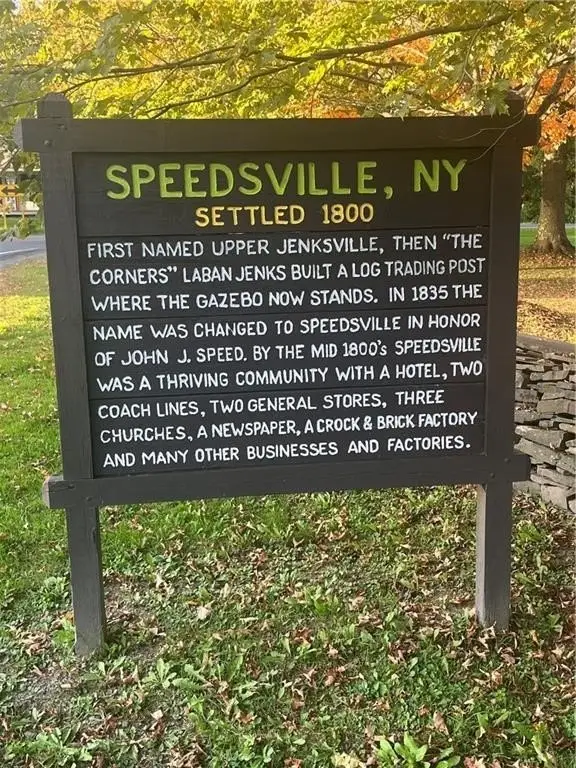 SPEEDSVILLE, NY
SETTLED 1800
FIRST NAMED UPPER JENKSVILLE, THEN "THE
CORNERS" LABAN JENKS BUILT A LOG TRADING POST
WHERE THE GAZEBO NOW STANDS. IN 1835 THE
NAME WAS CHANGED TO SPEEDSVILLE IN HONOR
OF JOHN J. SPEED. BY THE MID 1800's SPEEDSVILLE
WAS A THRIVING COMMUNITY WITH A HOTEL, TWO
COACH LINES, TWO GENERAL STORES, THREE
CHURCHES, A NEWSPAPER, A CROCK & BRICK FACTORY
AND MANY OTHER BUSINESSES AND FACTORIES.